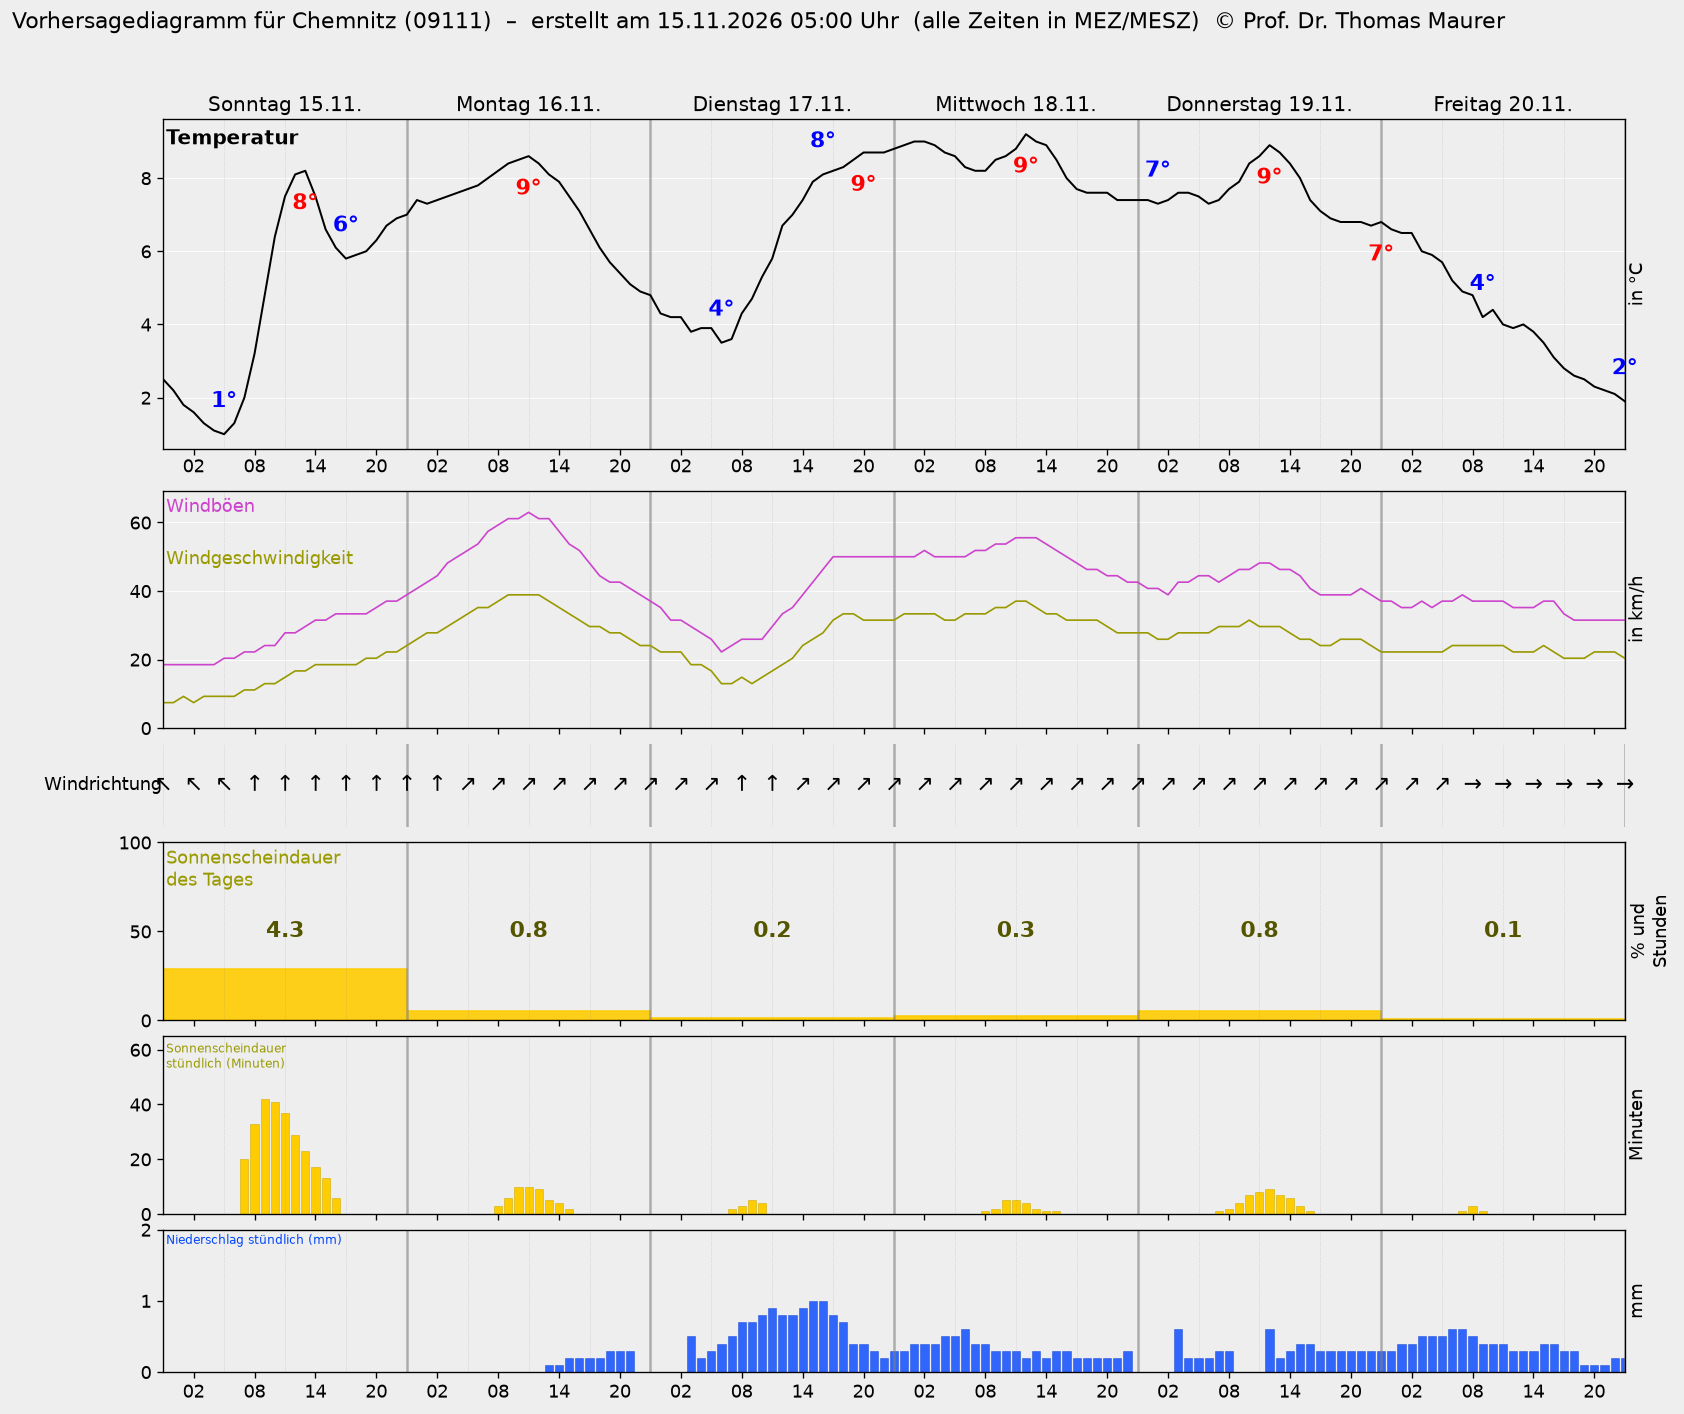 Vorhersagediagramm für Chemnitz (09111) – erstellt am 15.11.2026 05:00 Uhr (alle Zeiten in MEZ/MESZ) © Prof. Dr. Thomas Maurer
Sonntag 15.11. Montag 16.11. Dienstag 17.11. Mittwoch 18.11. Donnerstag 19.11. Freitag 20.11.
Temperatur
8
6
4
2
1° 8° 6° 9° 4° 8° 9° 9° 7° 9° 7° 4° 2°
in °C
02 08 14 20 02 08 14 20 02 08 14 20 02 08 14 20 02 08 14 20 02 08 14 20
Windböen
Windgeschwindigkeit
60
40
20
0
in km/h
Windrichtung
↖ ↖ ↖ ↑ ↑ ↑ ↑ ↑ ↑ ↑ ↗ ↗ ↗ ↗ ↗ ↗ ↗ ↗ ↗ ↑ ↑ ↗ ↗ ↗ ↗ ↗ ↗ ↗ ↗ ↗ ↗ ↗ ↗ ↗ ↗ ↗ ↗ ↗ ↗ ↗ ↗ ↗ ↗ → → → → → →
Sonnenscheindauer
des Tages
100
50
0
4.3 0.8 0.2 0.3 0.8 0.1
% und
Stunden
Sonnenscheindauer
stündlich (Minuten)
60
40
20
0
Minuten
Niederschlag stündlich (mm)
2
1
0
mm
02 08 14 20 02 08 14 20 02 08 14 20 02 08 14 20 02 08 14 20 02 08 14 20